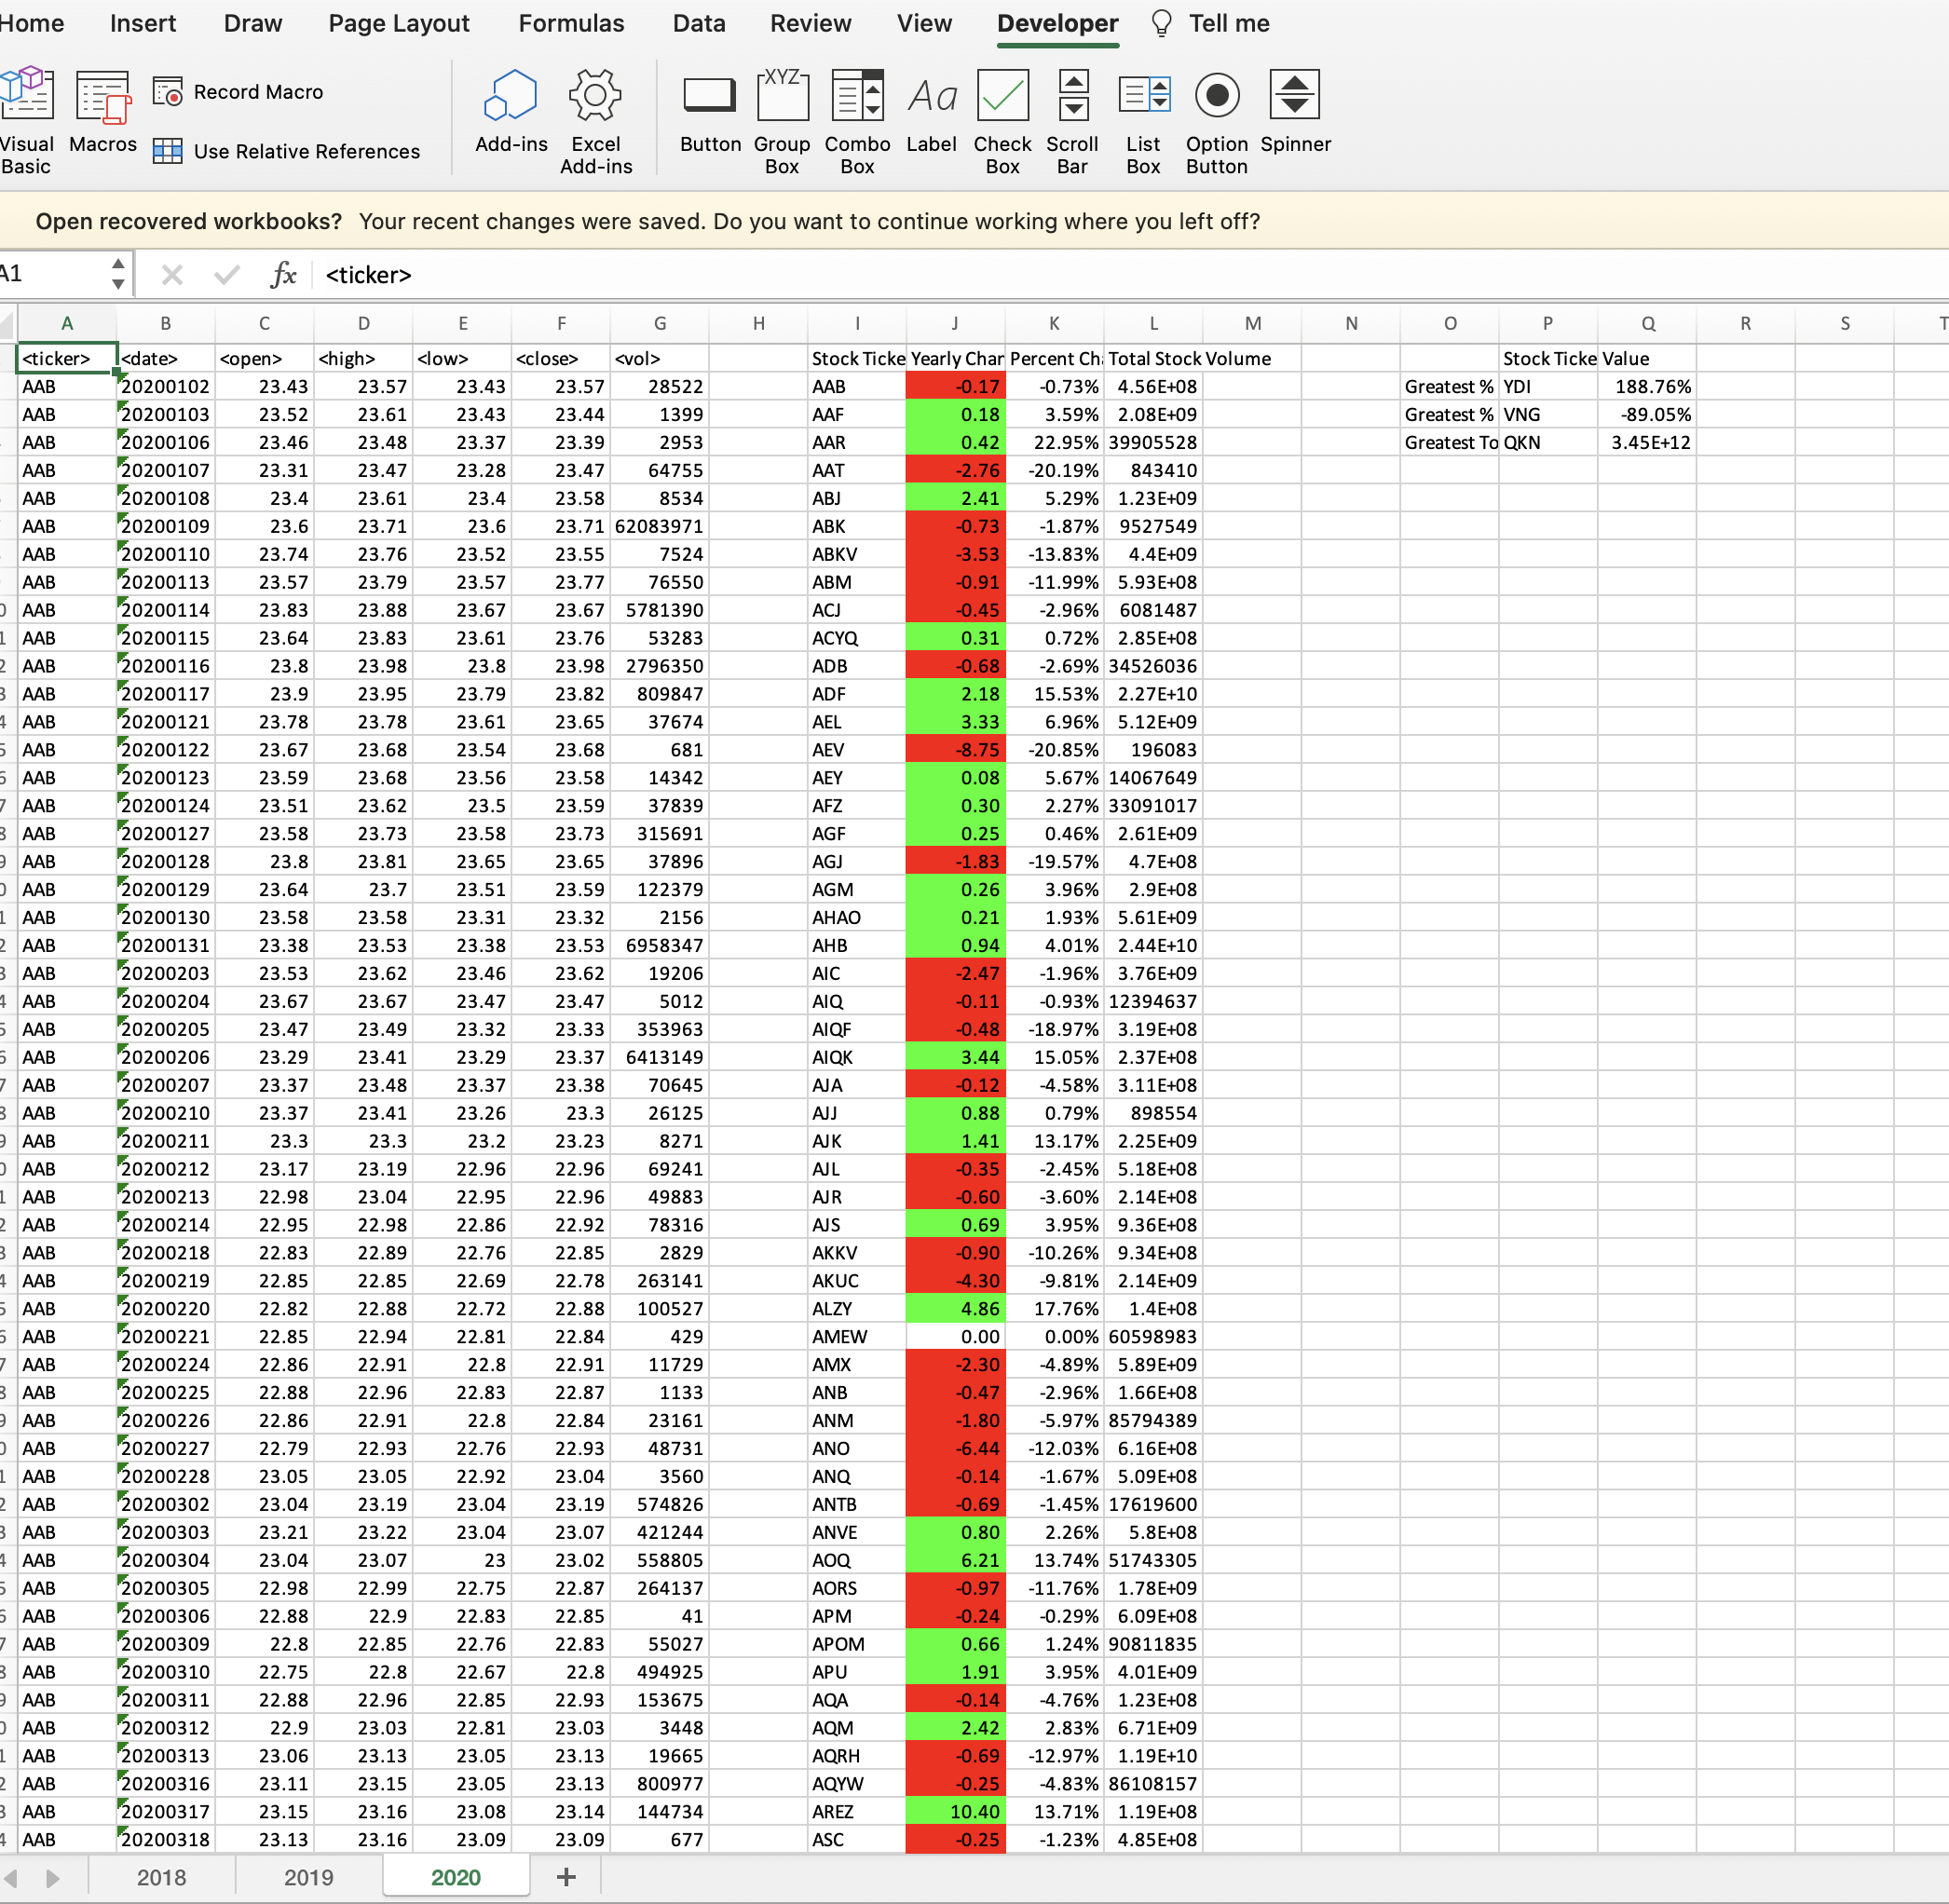 Home Insert Draw Page Layout Formulas Data Review View Developer Tell me
Visual Basic Macros Record Macro Use Relative References Add-ins Excel Add-ins XYZ Button Group Box Combo Box Aa Label Check Box Scroll Bar List Box Option Button Spinner
Open recovered workbooks? Your recent changes were saved. Do you want to continue working where you left off?
A1 fx <ticker>
A B C D E F G H I J K L M N O P Q R S T
<ticker> <date> <open> <high> <low> <close> <vol> Stock Ticke Yearly Char Percent Ch Total Stock Volume Stock Ticke Value
AAB 20200102 23.43 23.57 23.43 23.57 28522 AAB -0.17 -0.73% 4.56E+08 Greatest % YDI 188.76%
AAB 20200103 23.52 23.61 23.43 23.44 1399 AAF 0.18 3.59% 2.08E+09 Greatest % VNG -89.05%
AAB 20200106 23.46 23.48 23.37 23.39 2953 AAR 0.42 22.95% 39905528 Greatest To QKN 3.45E+12
AAB 20200107 23.31 23.47 23.28 23.47 64755 AAT -2.76 -20.19% 843410
AAB 20200108 23.4 23.61 23.4 23.58 8534 ABJ 2.41 5.29% 1.23E+09
AAB 20200109 23.6 23.71 23.6 23.71 62083971 ABK -0.73 -1.87% 9527549
AAB 20200110 23.74 23.76 23.52 23.55 7524 ABKV -3.53 -13.83% 4.4E+09
AAB 20200113 23.57 23.79 23.57 23.77 76550 ABM -0.91 -11.99% 5.93E+08
AAB 20200114 23.83 23.88 23.67 23.67 5781390 ACJ -0.45 -2.96% 6081487
AAB 20200115 23.64 23.83 23.61 23.76 53283 ACYQ 0.31 0.72% 2.85E+08
AAB 20200116 23.8 23.98 23.8 23.98 2796350 ADB -0.68 -2.69% 34526036
AAB 20200117 23.9 23.95 23.79 23.82 809847 ADF 2.18 15.53% 2.27E+10
AAB 20200121 23.78 23.78 23.61 23.65 37674 AEL 3.33 6.96% 5.12E+09
AAB 20200122 23.67 23.68 23.54 23.68 681 AEV -8.75 -20.85% 196083
AAB 20200123 23.59 23.68 23.56 23.58 14342 AEY 0.08 5.67% 14067649
AAB 20200124 23.51 23.62 23.5 23.59 37839 AFZ 0.30 2.27% 33091017
AAB 20200127 23.58 23.73 23.58 23.73 315691 AGF 0.25 0.46% 2.61E+09
AAB 20200128 23.8 23.81 23.65 23.65 37896 AGJ -1.83 -19.57% 4.7E+08
AAB 20200129 23.64 23.7 23.51 23.59 122379 AGM 0.26 3.96% 2.9E+08
AAB 20200130 23.58 23.58 23.31 23.32 2156 AHAO 0.21 1.93% 5.61E+09
AAB 20200131 23.38 23.53 23.38 23.53 6958347 AHB 0.94 4.01% 2.44E+10
AAB 20200203 23.53 23.62 23.46 23.62 19206 AIC -2.47 -1.96% 3.76E+09
AAB 20200204 23.67 23.67 23.47 23.47 5012 AIQ -0.11 -0.93% 12394637
AAB 20200205 23.47 23.49 23.32 23.33 353963 AIQF -0.48 -18.97% 3.19E+08
AAB 20200206 23.29 23.41 23.29 23.37 6413149 AIQK 3.44 15.05% 2.37E+08
AAB 20200207 23.37 23.48 23.37 23.38 70645 AJA -0.12 -4.58% 3.11E+08
AAB 20200210 23.37 23.41 23.26 23.3 26125 AJJ 0.88 0.79% 898554
AAB 20200211 23.3 23.3 23.2 23.23 8271 AJK 1.41 13.17% 2.25E+09
AAB 20200212 23.17 23.19 22.96 22.96 69241 AJL -0.35 -2.45% 5.18E+08
AAB 20200213 22.98 23.04 22.95 22.96 49883 AJR -0.60 -3.60% 2.14E+08
AAB 20200214 22.95 22.98 22.86 22.92 78316 AJS 0.69 3.95% 9.36E+08
AAB 20200218 22.83 22.89 22.76 22.85 2829 AKKV -0.90 -10.26% 9.34E+08
AAB 20200219 22.85 22.85 22.69 22.78 263141 AKUC -4.30 -9.81% 2.14E+09
AAB 20200220 22.82 22.88 22.72 22.88 100527 ALZY 4.86 17.76% 1.4E+08
AAB 20200221 22.85 22.94 22.81 22.84 429 AMEW 0.00 0.00% 60598983
AAB 20200224 22.86 22.91 22.8 22.91 11729 AMX -2.30 -4.89% 5.89E+09
AAB 20200225 22.88 22.96 22.83 22.87 1133 ANB -0.47 -2.96% 1.66E+08
AAB 20200226 22.86 22.91 22.8 22.84 23161 ANM -1.80 -5.97% 85794389
AAB 20200227 22.79 22.93 22.76 22.93 48731 ANO -6.44 -12.03% 6.16E+08
AAB 20200228 23.05 23.05 22.92 23.04 3560 ANQ -0.14 -1.67% 5.09E+08
AAB 20200302 23.04 23.19 23.04 23.19 574826 ANTB -0.69 -1.45% 17619600
AAB 20200303 23.21 23.22 23.04 23.07 421244 ANVE 0.80 2.26% 5.8E+08
AAB 20200304 23.04 23.07 23 23.02 558805 AOQ 6.21 13.74% 51743305
AAB 20200305 22.98 22.99 22.75 22.87 264137 AORS -0.97 -11.76% 1.78E+09
AAB 20200306 22.88 22.9 22.83 22.85 41 APM -0.24 -0.29% 6.09E+08
AAB 20200309 22.8 22.85 22.76 22.83 55027 APOM 0.66 1.24% 90811835
AAB 20200310 22.75 22.8 22.67 22.8 494925 APU 1.91 3.95% 4.01E+09
AAB 20200311 22.88 22.96 22.85 22.93 153675 AQA -0.14 -4.76% 1.23E+08
AAB 20200312 22.9 23.03 22.81 23.03 3448 AQM 2.42 2.83% 6.71E+09
AAB 20200313 23.06 23.13 23.05 23.13 19665 AQRH -0.69 -12.97% 1.19E+10
AAB 20200316 23.11 23.15 23.05 23.13 800977 AQYW -0.25 -4.83% 86108157
AAB 20200317 23.15 23.16 23.08 23.14 144734 AREZ 10.40 13.71% 1.19E+08
AAB 20200318 23.13 23.16 23.09 23.09 677 ASC -0.25 -1.23% 4.85E+08
2018 2019 2020 +